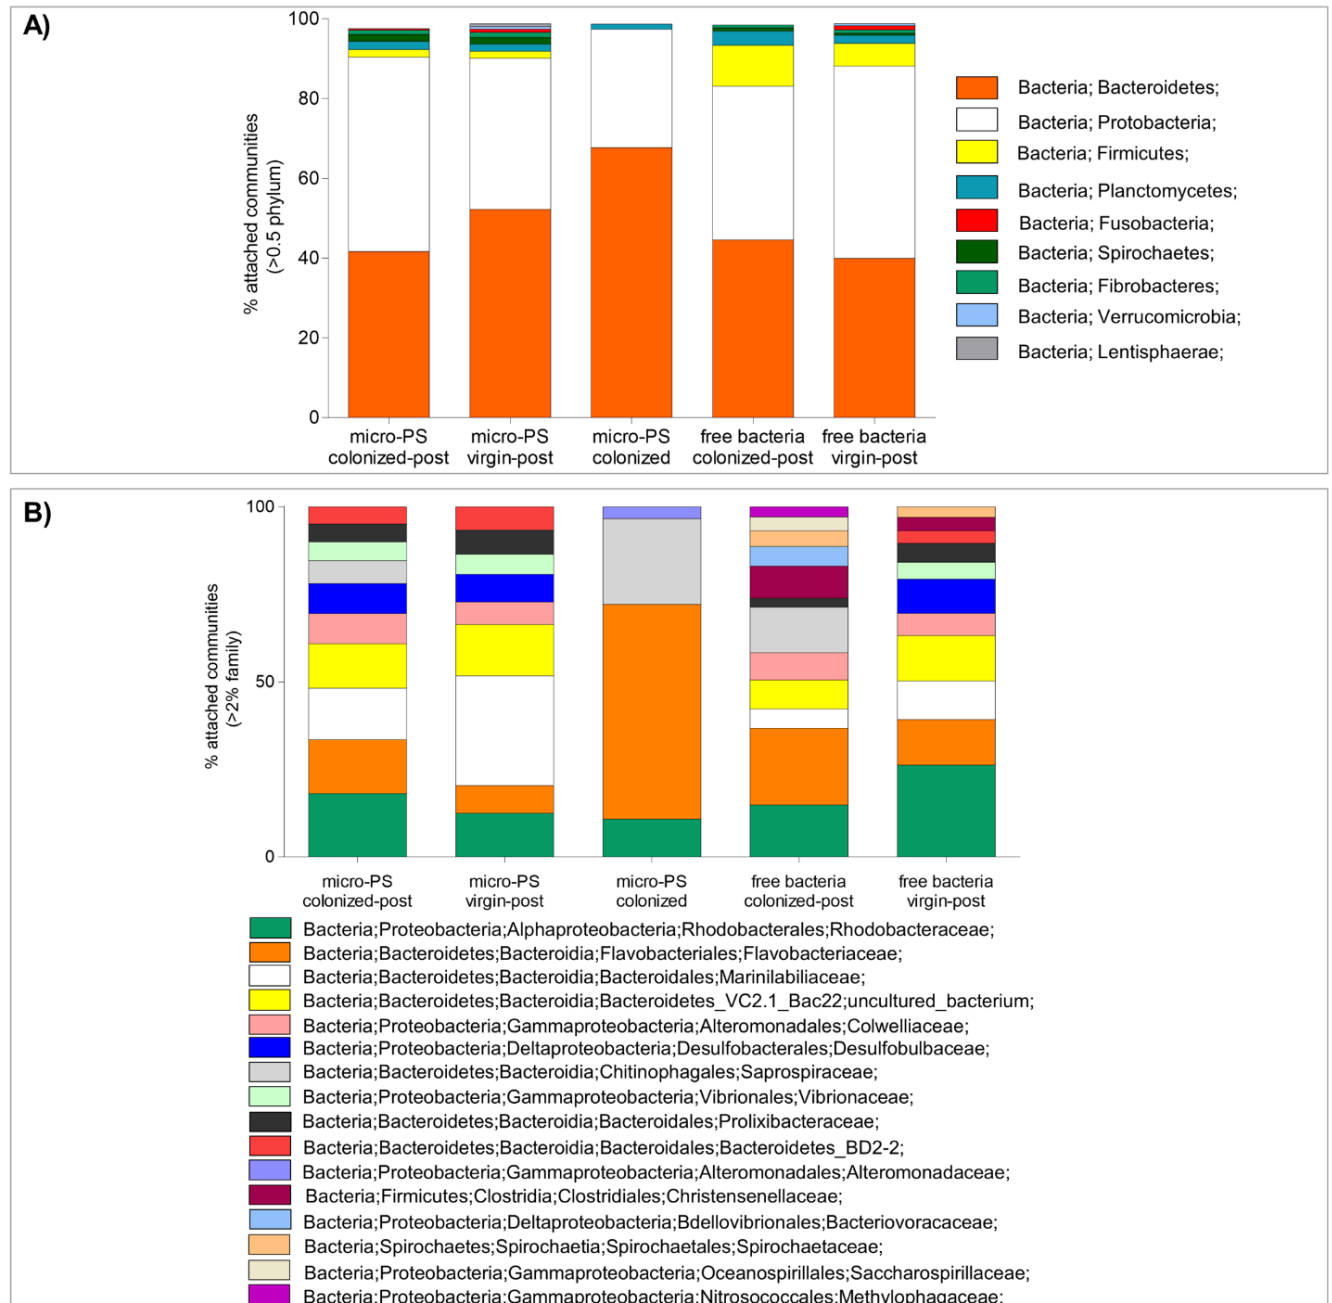 A)
% attached communities
(>0.5 phylum)
100
80
60
40
20
0
micro-PS
colonized-post
micro-PS
virgin-post
micro-PS
colonized
free bacteria
colonized-post
free bacteria
virgin-post
Bacteria; Bacteroidetes;
Bacteria; Protobacteria;
Bacteria; Firmicutes;
Bacteria; Planctomycetes;
Bacteria; Fusobacteria;
Bacteria; Spirochaetes;
Bacteria; Fibrobacteres;
Bacteria; Verrucomicrobia;
Bacteria; Lentisphaerae;
B)
% attached communities
(>2% family)
100
50
0
micro-PS
colonized-post
micro-PS
virgin-post
micro-PS
colonized
free bacteria
colonized-post
free bacteria
virgin-post
Bacteria;Proteobacteria;Alphaproteobacteria;Rhodobacterales;Rhodobacteraceae;
Bacteria;Bacteroidetes;Bacteroidia;Flavobacteriales;Flavobacteriaceae;
Bacteria;Bacteroidetes;Bacteroidia;Bacteroidales;Marinilabiliaceae;
Bacteria;Bacteroidetes;Bacteroidia;Bacteroidetes_VC2.1_Bac22;uncultured_bacterium;
Bacteria;Proteobacteria;Gammaproteobacteria;Alteromonadales;Colwelliaceae;
Bacteria;Proteobacteria;Deltaproteobacteria;Desulfobacterales;Desulfobulbaceae;
Bacteria;Bacteroidetes;Bacteroidia;Chitinophagales;Saprospiraceae;
Bacteria;Proteobacteria;Gammaproteobacteria;Vibrionales;Vibrionaceae;
Bacteria;Bacteroidetes;Bacteroidia;Bacteroidales;Prolixibacteraceae;
Bacteria;Bacteroidetes;Bacteroidia;Bacteroidales;Bacteroidetes_BD2-2;
Bacteria;Proteobacteria;Gammaproteobacteria;Alteromonadales;Alteromonadaceae;
Bacteria;Firmicutes;Clostridia;Clostridiales;Christensenellaceae;
Bacteria;Proteobacteria;Deltaproteobacteria;Bdellovibrionales;Bacteriovoracaceae;
Bacteria;Spirochaetes;Spirochaetia;Spirochaetales;Spirochaetaceae;
Bacteria;Proteobacteria;Gammaproteobacteria;Oceanospirillales;Saccharospirillaceae;
Bacteria;Proteobacteria;Gammaproteobacteria;Nitrosococcales;Methylophagaceae;